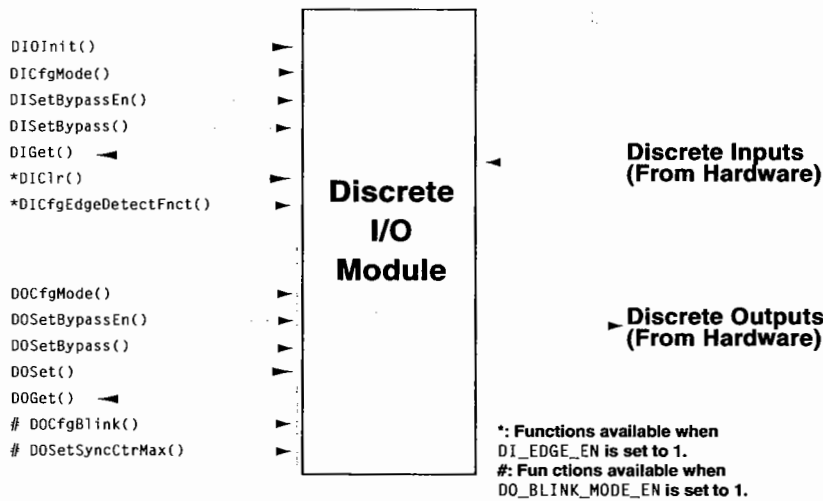 DIOInit()
DICfgMode()
DISetBypassEn()
DISetBypass()
DIGet()
*DIClr()
*DICfgEdgeDetectFnct()
DOCfgMode()
DOSetBypassEn()
DOSetBypass()
DOSet()
DOGet()
# DOCfgBlink()
# DOSetSyncCtrMax()
Discrete
I/O
Module
Discrete Inputs
(From Hardware)
Discrete Outputs
(From Hardware)
*: Functions available when
DI_EDGE_EN is set to 1.
#: Fun ctions available when
DO_BLINK_MODE_EN is set to 1.